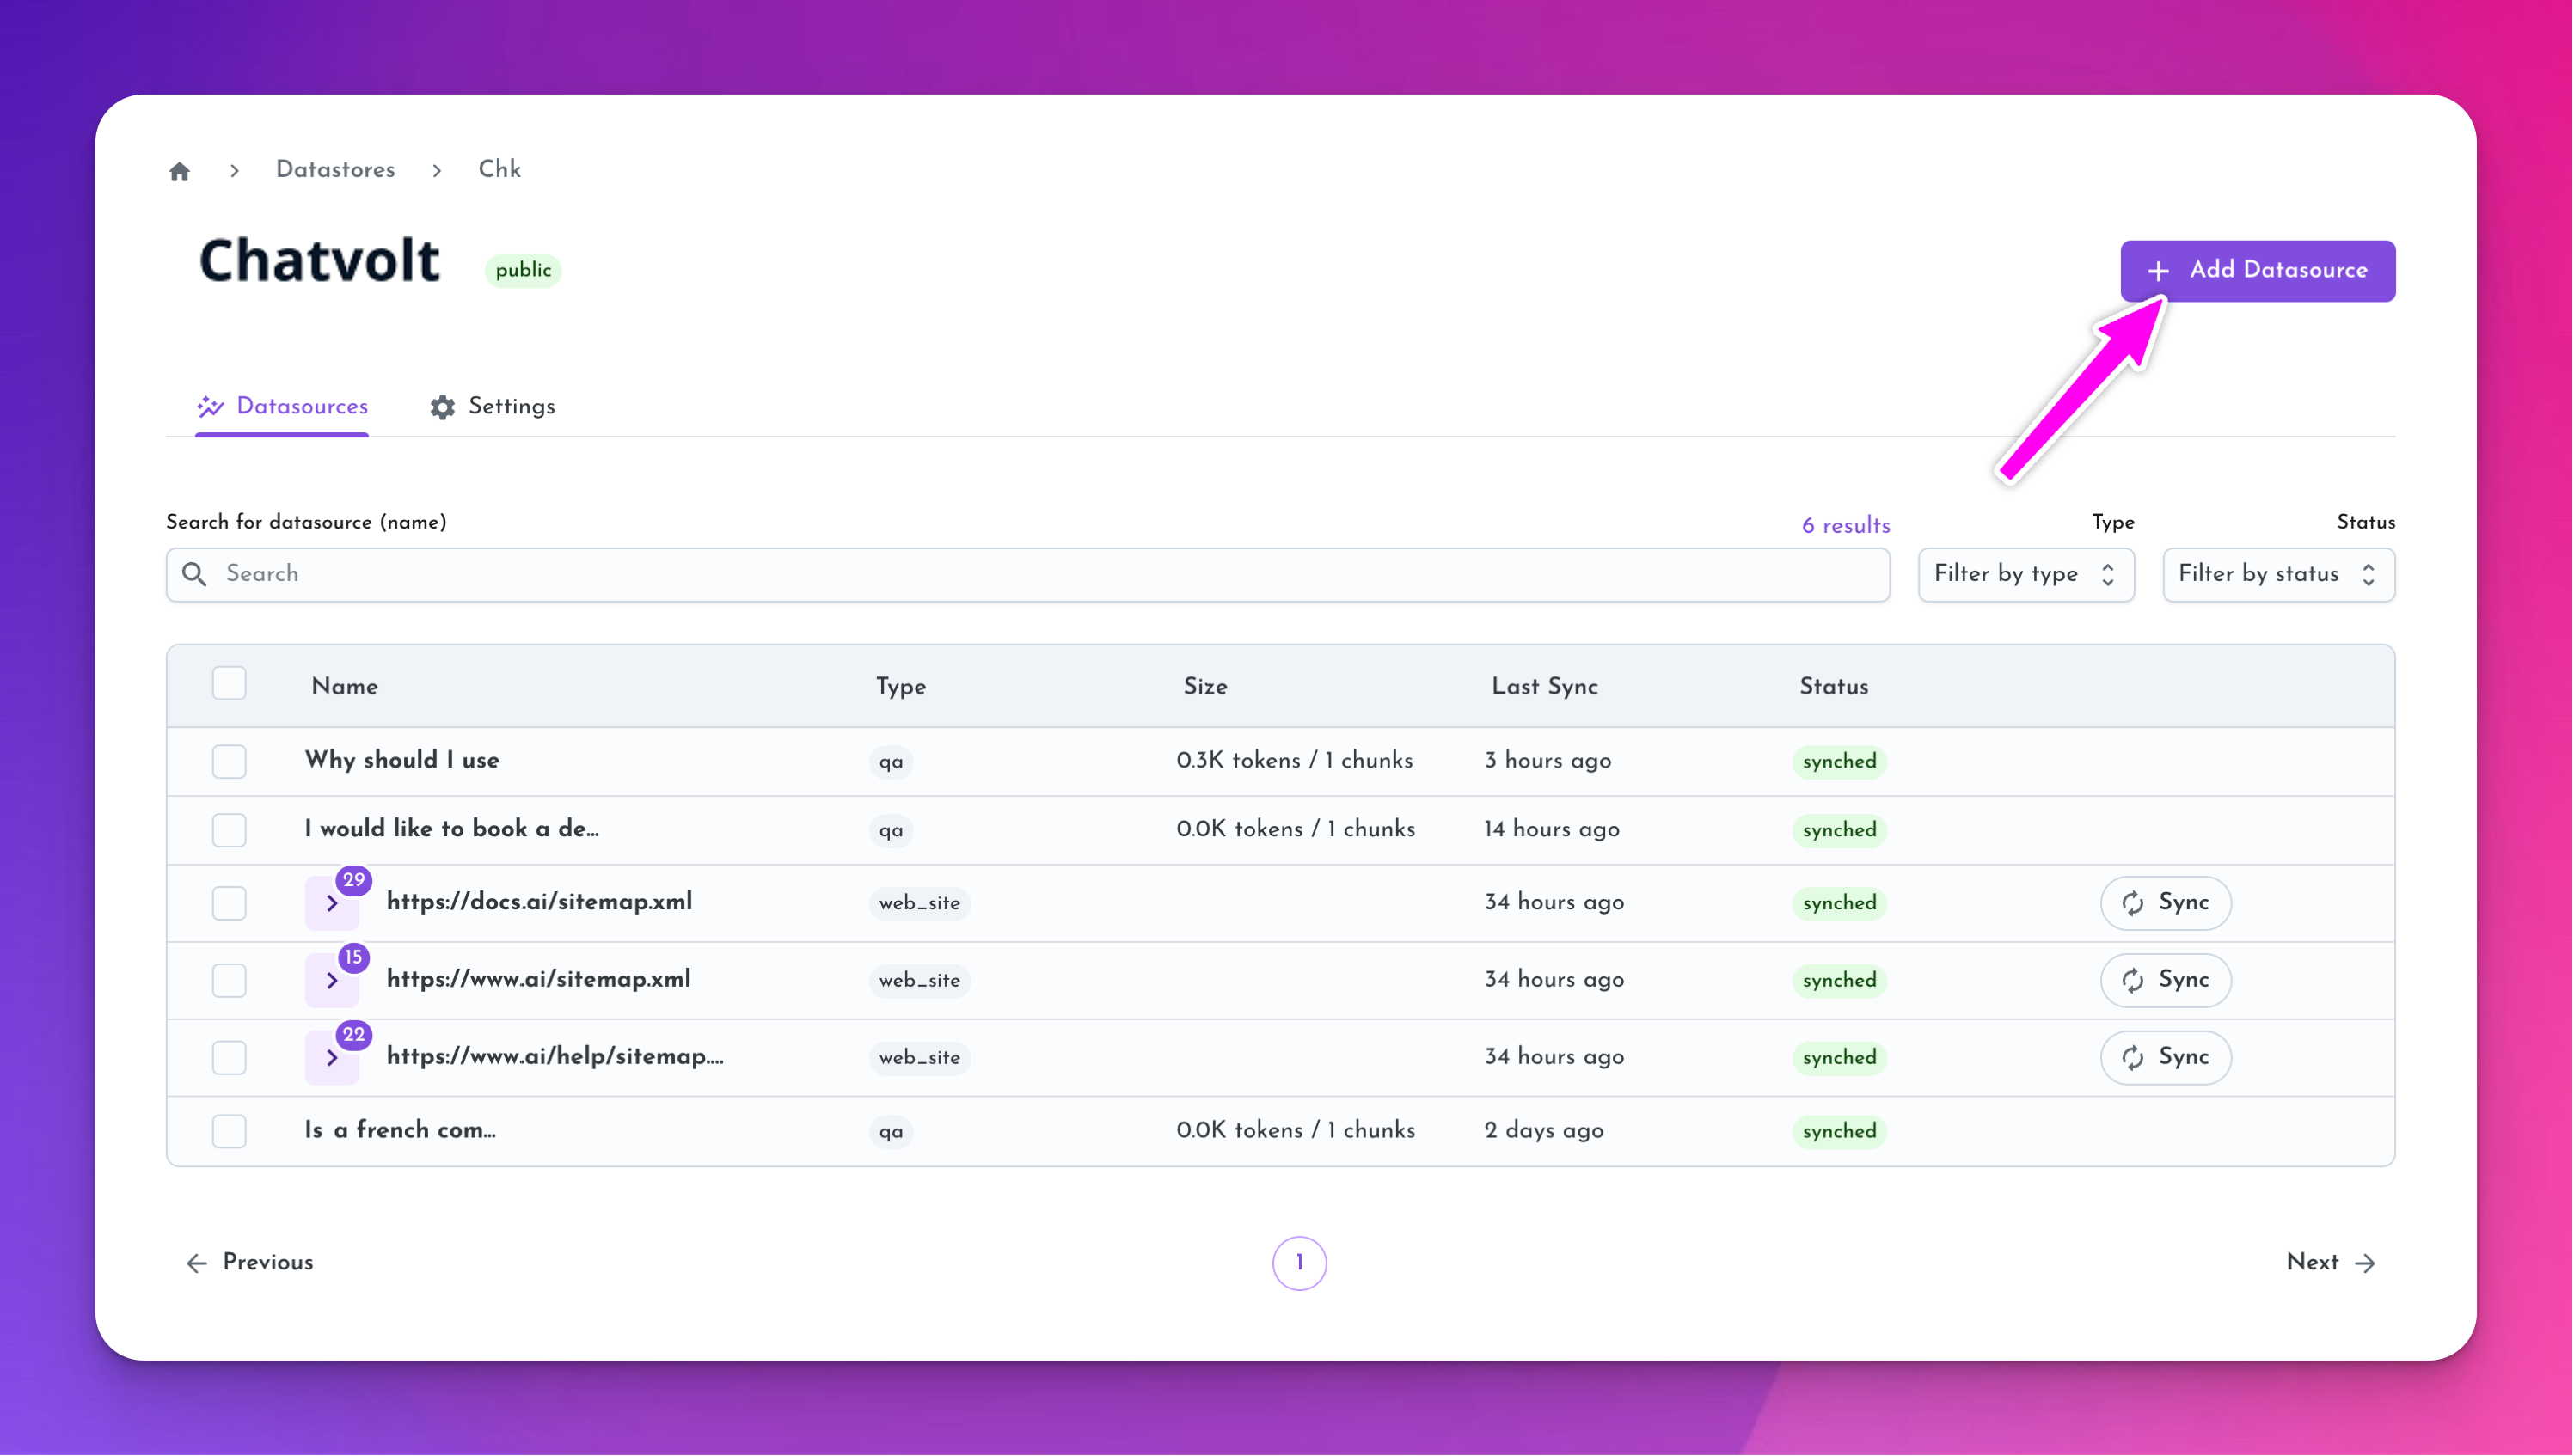 Datastores Chk
Chatvolt public
Add Datasource
Datasources Settings
Search for datasource (name) 6 results Type Status
Search Filter by type Filter by status
Name Type Size Last Sync Status
Why should I use qa 0.3K tokens / 1 chunks 3 hours ago synched
I would like to book a de... qa 0.0K tokens / 1 chunks 14 hours ago synched
29 https://docs.ai/sitemap.xml web_site 34 hours ago synched Sync
15 https://www.ai/sitemap.xml web_site 34 hours ago synched Sync
22 https://www.ai/help/sitemap.... web_site 34 hours ago synched Sync
Is a french com... qa 0.0K tokens / 1 chunks 2 days ago synched
Previous 1 Next